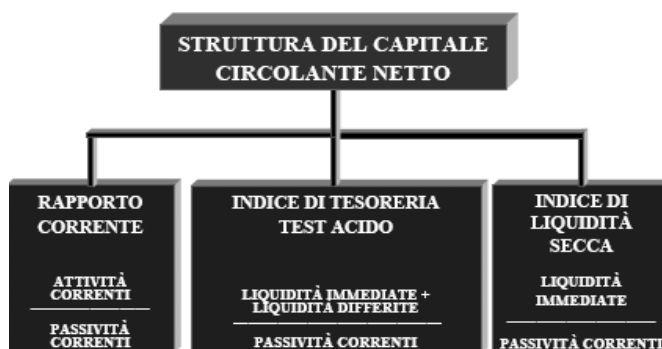 STRUTTURA DEL CAPITALE
CIRCOLANTE NETTO
RAPPORTO
CORRENTE
ATTIVITÀ
CORRENTI
PASSIVITÀ
CORRENTI
INDICE DI TESORERIA
TEST ACIDO
LIQUIDITÀ IMMEDIATE +
LIQUIDITÀ DIFFERITE
PASSIVITÀ CORRENTI
INDICE DI
LIQUIDITÀ
SECCA
LIQUIDITÀ
IMMEDIATE
PASSIVITÀ CORRENTI